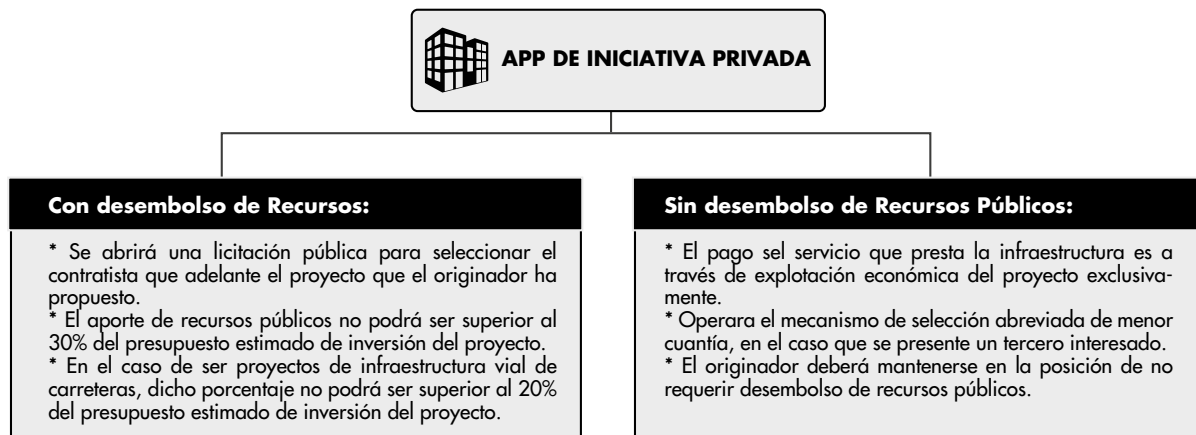 APP DE INICIATIVA PRIVADA
Con desembolso de Recursos:
* Se abrirá una licitación pública para seleccionar el
contratista que adelante el proyecto que el originador ha
propuesto.
* El aporte de recursos públicos no podrá ser superior al
30% del presupuesto estimado de inversión del proyecto.
* En el caso de ser proyectos de infraestructura vial de
carreteras, dicho porcentaje no podrá ser superior al 20%
del presupuesto estimado de inversión del proyecto.
Sin desembolso de Recursos Públicos:
* El pago sel servicio que presta la infraestructura es a
través de explotación económica del proyecto exclusiva-
mente.
* Operara el mecanismo de selección abreviada de menor
cuantía, en el caso que se presente un tercero interesado.
* El originador deberá mantenerse en la posición de no
requerir desembolso de recursos públicos.